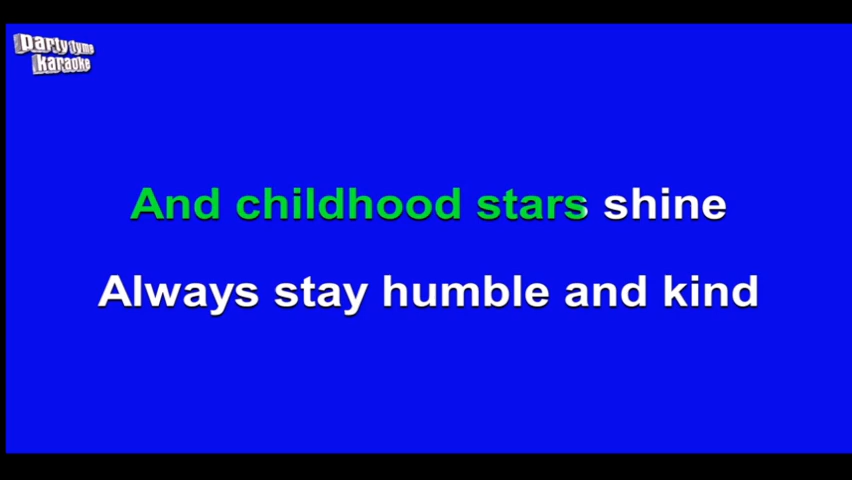 party tyme
karaoke
And childhood stars shine
Always stay humble and kind